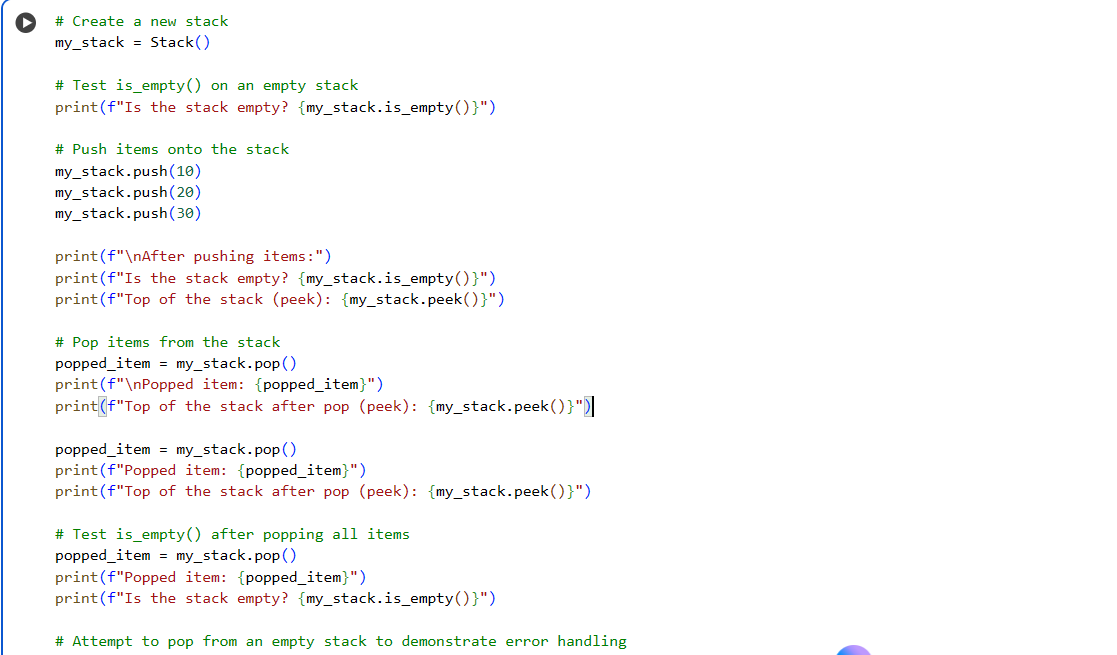 # Create a new stack
my_stack = Stack()
# Test is_empty() on an empty stack
print(f"Is the stack empty? {my_stack.is_empty()}")
# Push items onto the stack
my_stack.push(10)
my_stack.push(20)
my_stack.push(30)
print(f"\nAfter pushing items:")
print(f"Is the stack empty? {my_stack.is_empty()}")
print(f"Top of the stack (peek): {my_stack.peek()}")
# Pop items from the stack
popped_item = my_stack.pop()
print(f"\nPopped item: {popped_item}")
print(f"Top of the stack after pop (peek): {my_stack.peek()}")
popped_item = my_stack.pop()
print(f"Popped item: {popped_item}")
print(f"Top of the stack after pop (peek): {my_stack.peek()}")
# Test is_empty() after popping all items
popped_item = my_stack.pop()
print(f"Popped item: {popped_item}")
print(f"Is the stack empty? {my_stack.is_empty()}")
# Attempt to pop from an empty stack to demonstrate error handling